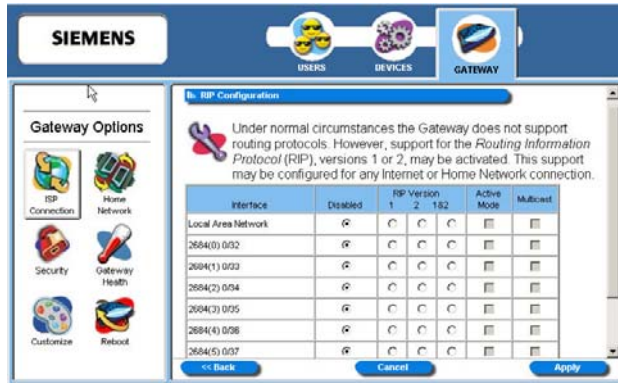 SIEMENS
USERS
DEVICES
GATEWAY
Gateway Options
ISP Connection
Home Network
Security
Gateway Health
Customize
Reboot
RIP Configuration
Under normal circumstances the Gateway does not support
routing protocols. However, support for the Routing Information
Protocol (RIP), versions 1 or 2, may be activated. This support
may be configured for any Internet or Home Network connection.
Interface Disabled RIP Version 1 2 1&2 Active Mode Multicast
Local Area Network
2684(0) 0/32
2684(1) 0/33
2684(2) 0/34
2684(3) 0/35
2684(4) 0/36
2684(5) 0/37
<< Back Cancel Apply